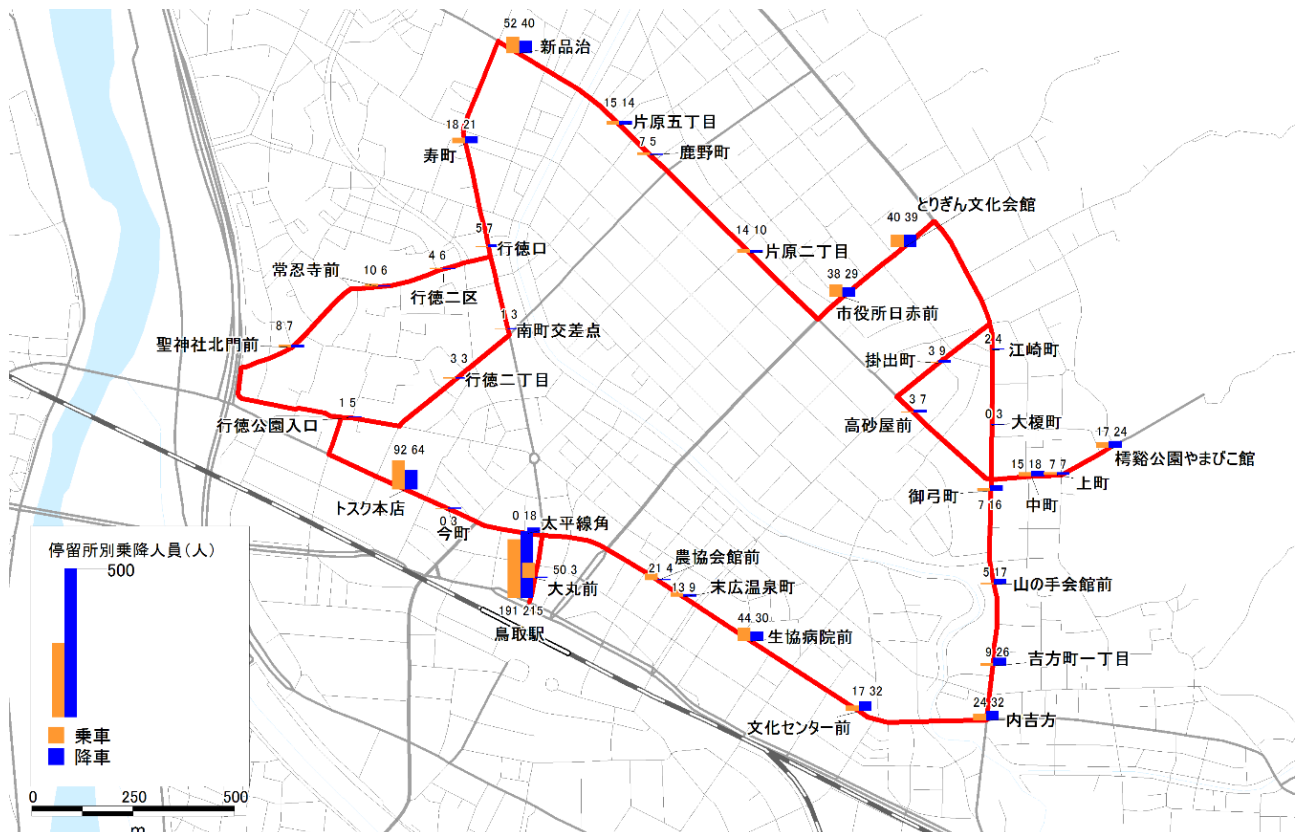 52 40
新品治
15 14
片原五丁目
7 5
鹿野町
18 21
寿町
とりぎん文化会館
40 39
14 10
片原二丁目
38 29
市役所日赤前
5 7
行徳口
4 6
行徳二区
常忍寺前
10 6
1 3
南町交差点
8 7
聖神社北門前
3 3
行徳二丁目
2 4
江崎町
掛出町
3 9
3 7
高砂屋前
0 3
大榎町
1 5
行徳公園入口
17 24
樗谿公園やまびこ館
15 18
中町
7 7
上町
御弓町
7 16
92 64
トスク本店
0 3
今町
0 18
太平線角
50 3
大丸前
191 215
鳥取駅
農協会館前
21 4
13 9
末広温泉町
44 30
生協病院前
5 17
山の手会館前
9 26
吉方町一丁目
17 32
文化センター前
24 32
内吉方
停留所別乗降人員(人)
500
乗車
降車
0 250 500
m